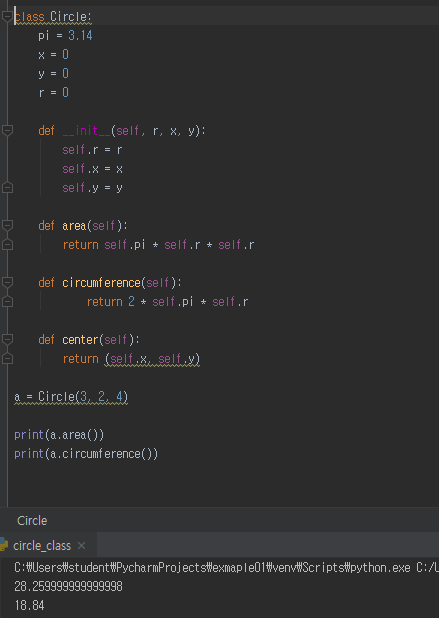 class Circle:
    pi = 3.14
    x = 0
    y = 0
    r = 0
    def __init__(self, r, x, y):
        self.r = r
        self.x = x
        self.y = y
    def area(self):
        return self.pi * self.r * self.r
    def circumference(self):
            return 2 * self.pi * self.r
    def center(self):
        return (self.x, self.y)
a = Circle(3, 2, 4)
print(a.area())
print(a.circumference())
Circle
circle_class ×
C:₩Users₩student₩PycharmProjects₩exmaple01₩venv₩Scripts₩python.exe C:/U
28.259999999999998
18.84